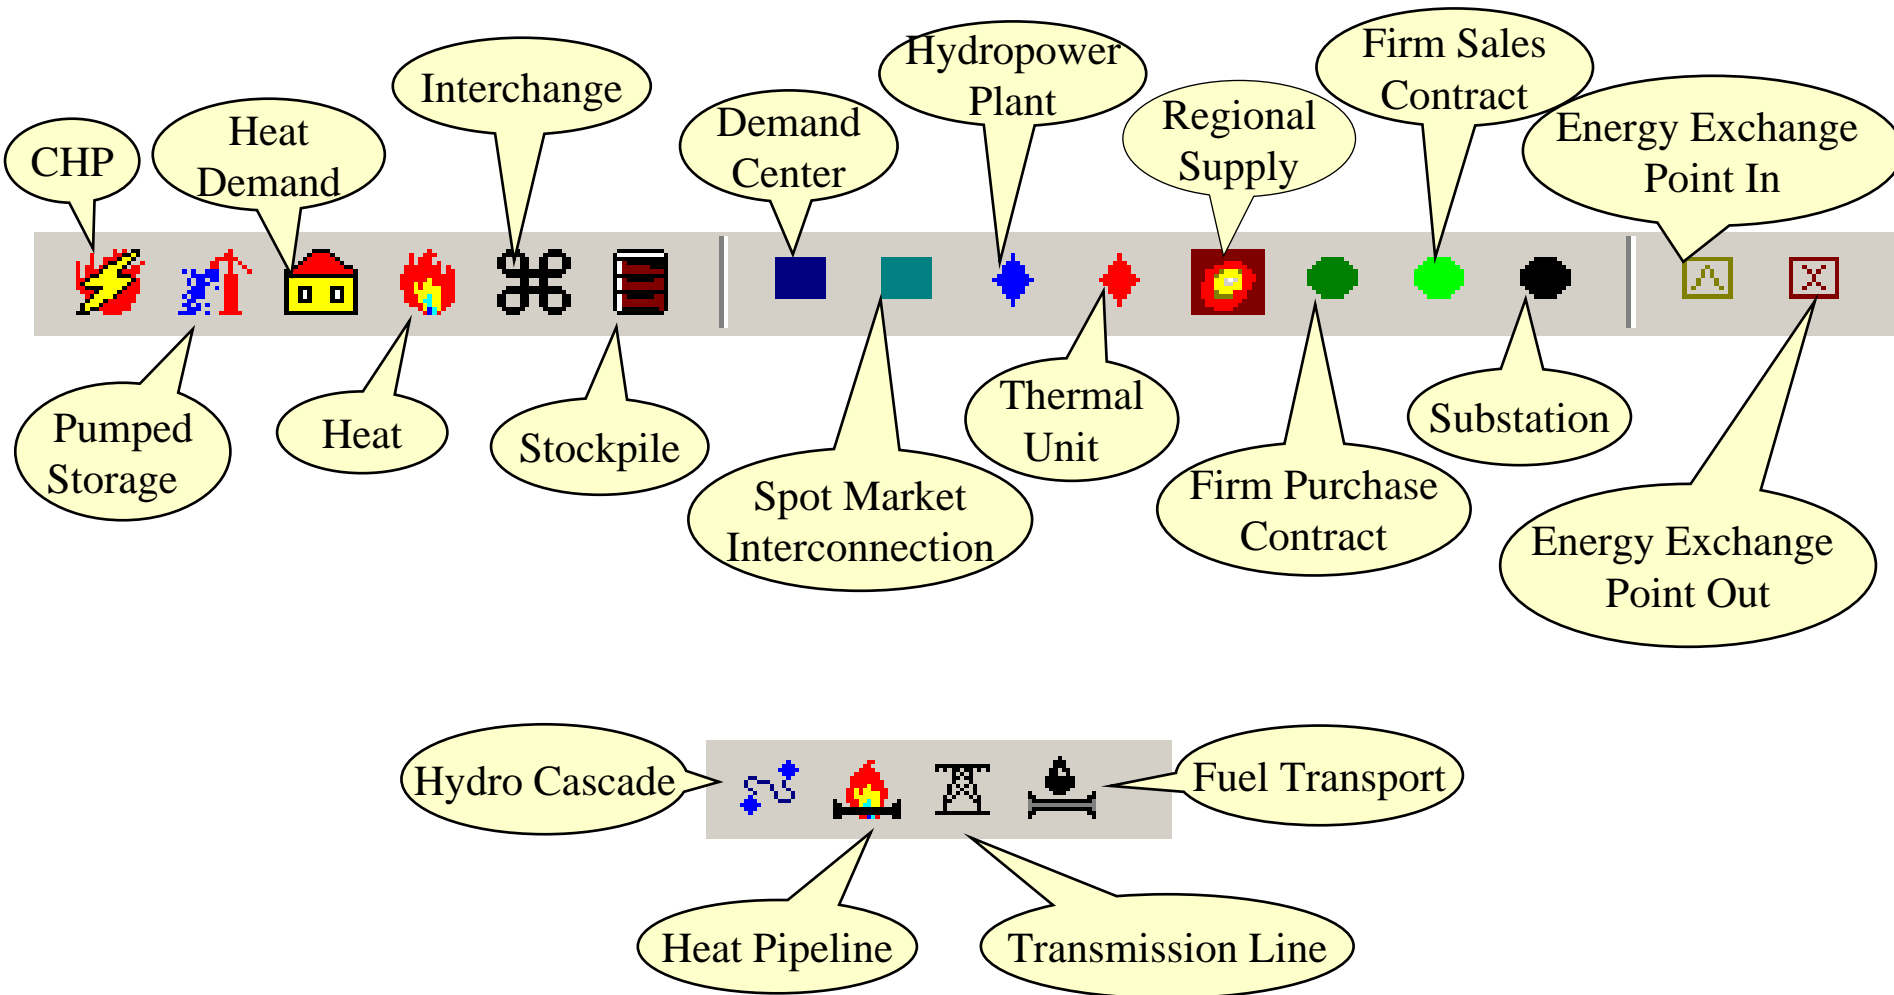 CHP
Heat
Demand
Interchange
Demand
Center
Hydropower
Plant
Regional
Supply
Firm Sales
Contract
Energy Exchange
Point In
Pumped
Storage
Heat
Stockpile
Spot Market
Interconnection
Thermal
Unit
Firm Purchase
Contract
Substation
Energy Exchange
Point Out
Hydro Cascade
Fuel Transport
Heat Pipeline
Transmission Line